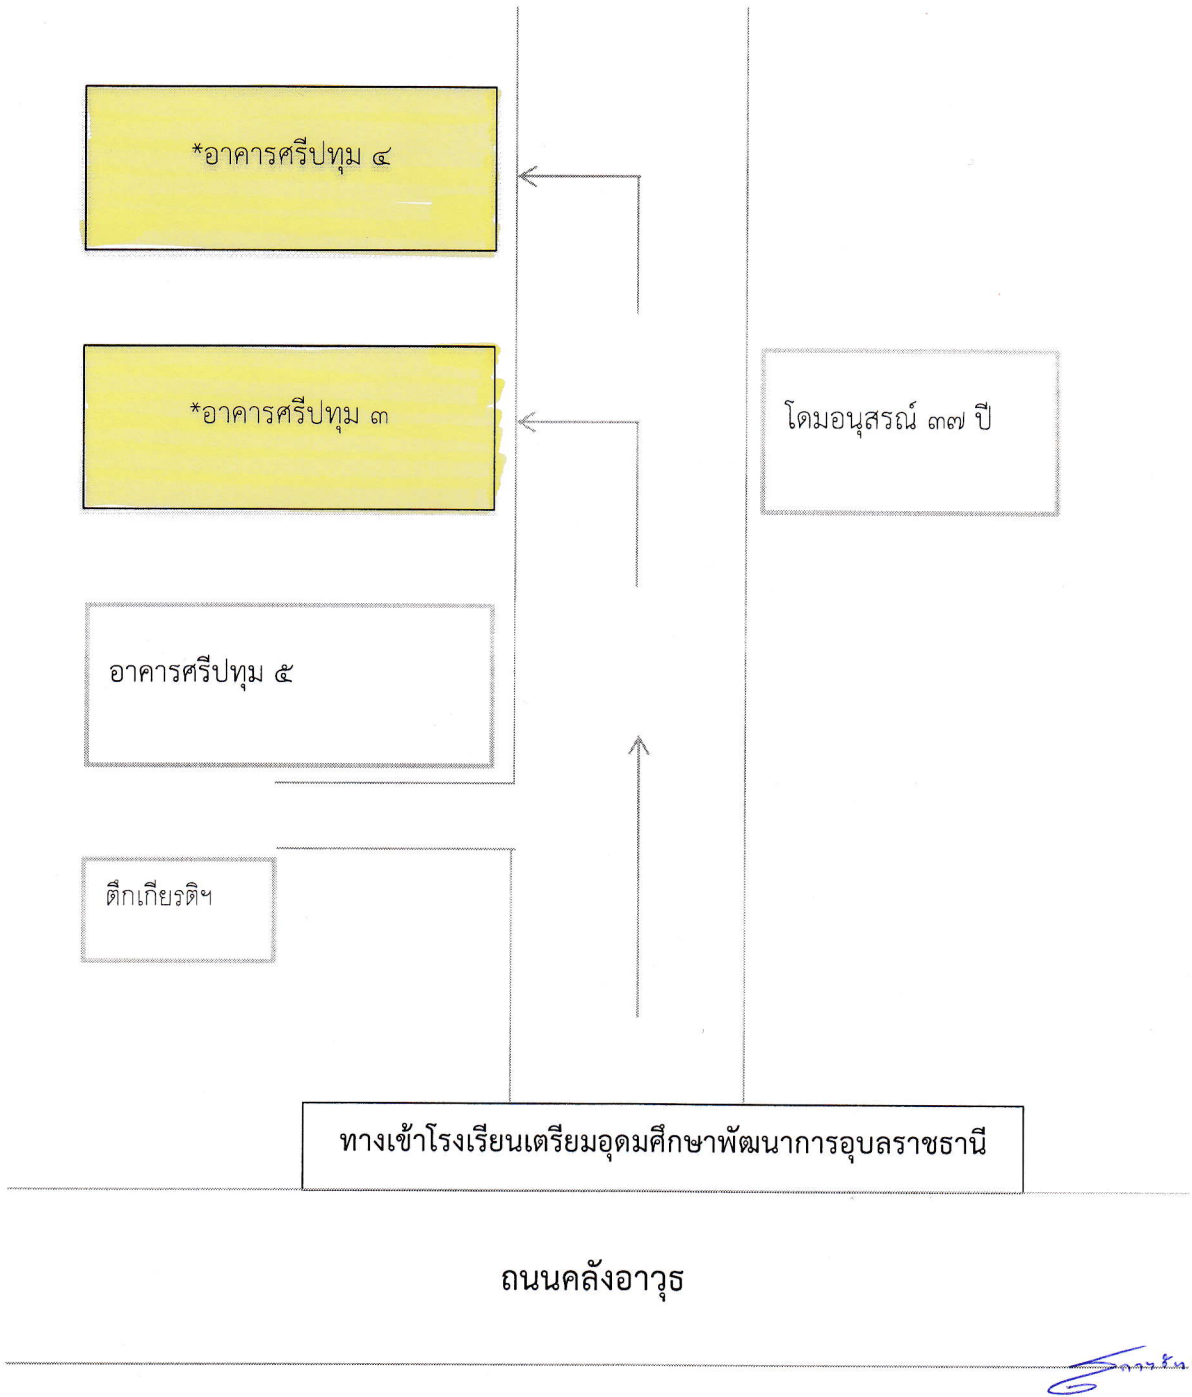 *อาคารศรีปทุม ๔
*อาคารศรีปทุม ๓
โดมอนุสรณ์ ๓๗ ปี
อาคารศรีปทุม ๕
ตึกเกียรติฯ
ทางเข้าโรงเรียนเตรียมอุดมศึกษาพัฒนาการอุบลราชธานี
ถนนคลังอาวุธ